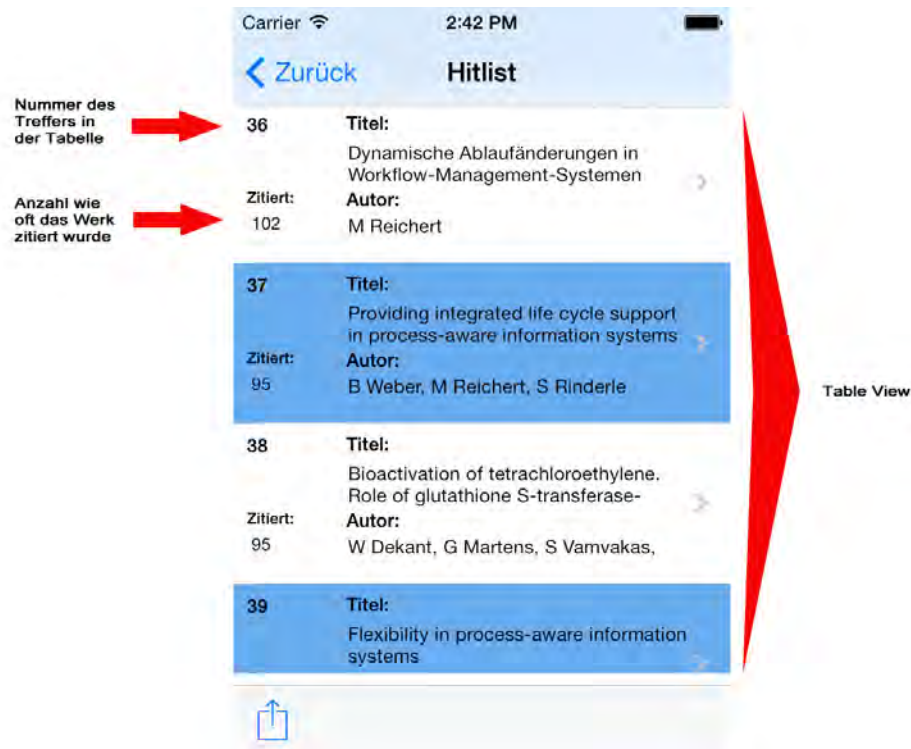 Carrier 2:42 PM
Zurück Hitlist
Nummer des
Treffers in
der Tabelle
36 Titel:
Dynamische Ablaufänderungen in
Workflow-Management-Systemen
Anzahl wie
oft das Werk
zitiert wurde
Zitiert: Autor:
102 M Reichert
37 Titel:
Providing integrated life cycle support
in process-aware information systems
Zitiert: Autor:
95 B Weber, M Reichert, S Rinderle
Table View
38 Titel:
Bioactivation of tetrachloroethylene.
Role of glutathione S-transferase-
Zitiert: Autor:
95 W Dekant, G Martens, S Vamvakas,
39 Titel:
Flexibility in process-aware information
systems